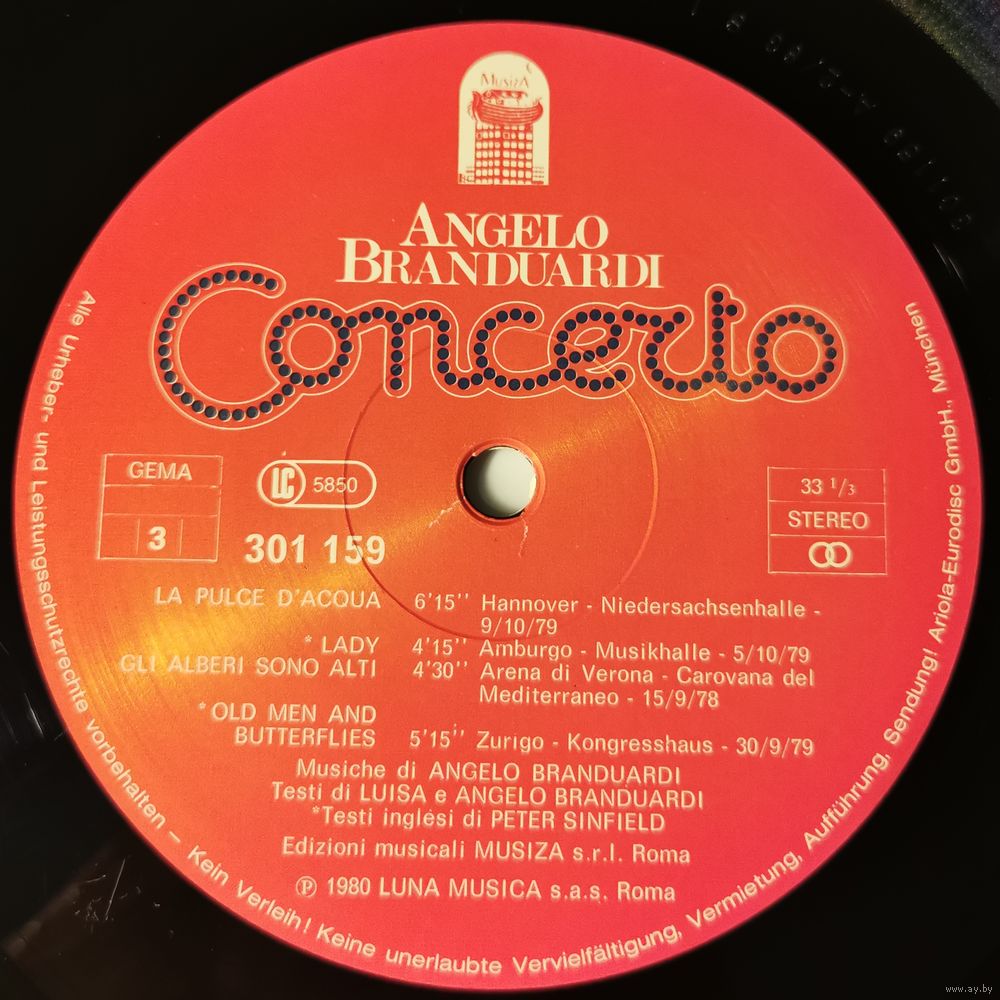 MusizA
ANGELO
BRANDUARDI
Concerto
GEMA
3
LC 5850
301 159
33 1/3
STEREO
LA PULCE D'ACQUA 6'15'' Hannover - Niedersachsenhalle -
9/10/79
* LADY 4'15'' Amburgo - Musikhalle - 5/10/79
GLI ALBERI SONO ALTI 4'30'' Arena di Verona - Carovana del
Mediterraneo - 15/9/78
* OLD MEN AND
BUTTERFLIES 5'15'' Zurigo - Kongresshaus - 30/9/79
Musiche di ANGELO BRANDUARDI
Testi di LUISA e ANGELO BRANDUARDI
*Testi inglesi di PETER SINFIELD
Edizioni musicali MUSIZA s.r.l. Roma
℗ 1980 LUNA MUSICA s.a.s. Roma
Alle Urheber- und Leistungsschutzrechte vorbehalten – Kein Verleih! Keine unerlaubte Vervielfältigung, Vermietung, Aufführung, Sendung! Ariola-Eurodisc GmbH., München
www.ay.by